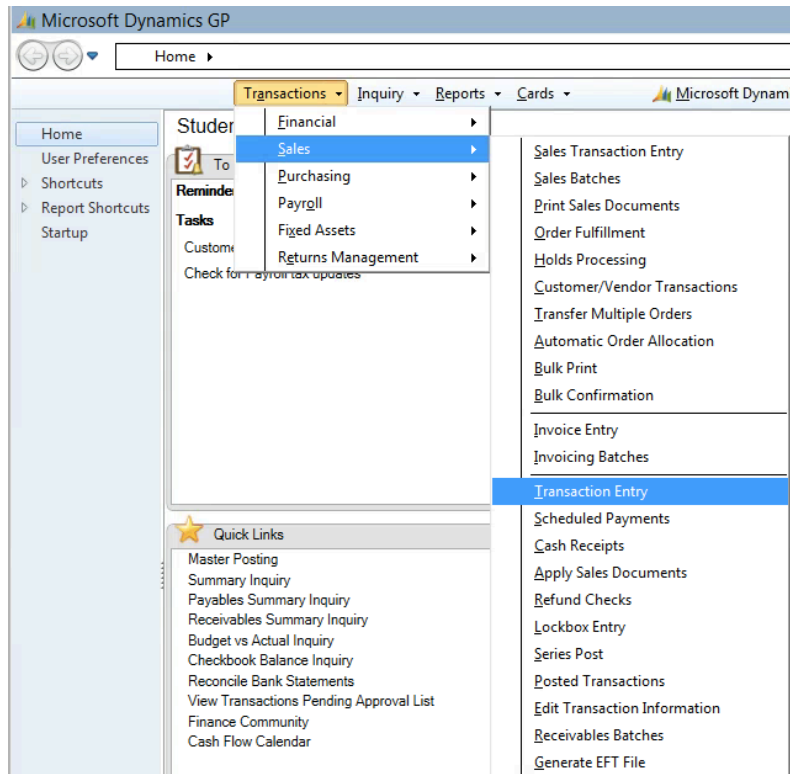 Microsoft Dynamics GP
Home
Transactions Inquiry Reports Cards Microsoft Dynam
Home
User Preferences
Shortcuts
Report Shortcuts
Startup
Studer
To
Reminde
Tasks
Custome
Check for Payroll tax updates
Financial
Sales
Purchasing
Payroll
Fixed Assets
Returns Management
Sales Transaction Entry
Sales Batches
Print Sales Documents
Order Fulfillment
Holds Processing
Customer/Vendor Transactions
Transfer Multiple Orders
Automatic Order Allocation
Bulk Print
Bulk Confirmation
Invoice Entry
Invoicing Batches
Transaction Entry
Scheduled Payments
Cash Receipts
Apply Sales Documents
Refund Checks
Lockbox Entry
Series Post
Posted Transactions
Edit Transaction Information
Receivables Batches
Generate EFT File
Quick Links
Master Posting
Summary Inquiry
Payables Summary Inquiry
Receivables Summary Inquiry
Budget vs Actual Inquiry
Checkbook Balance Inquiry
Reconcile Bank Statements
View Transactions Pending Approval List
Finance Community
Cash Flow Calendar